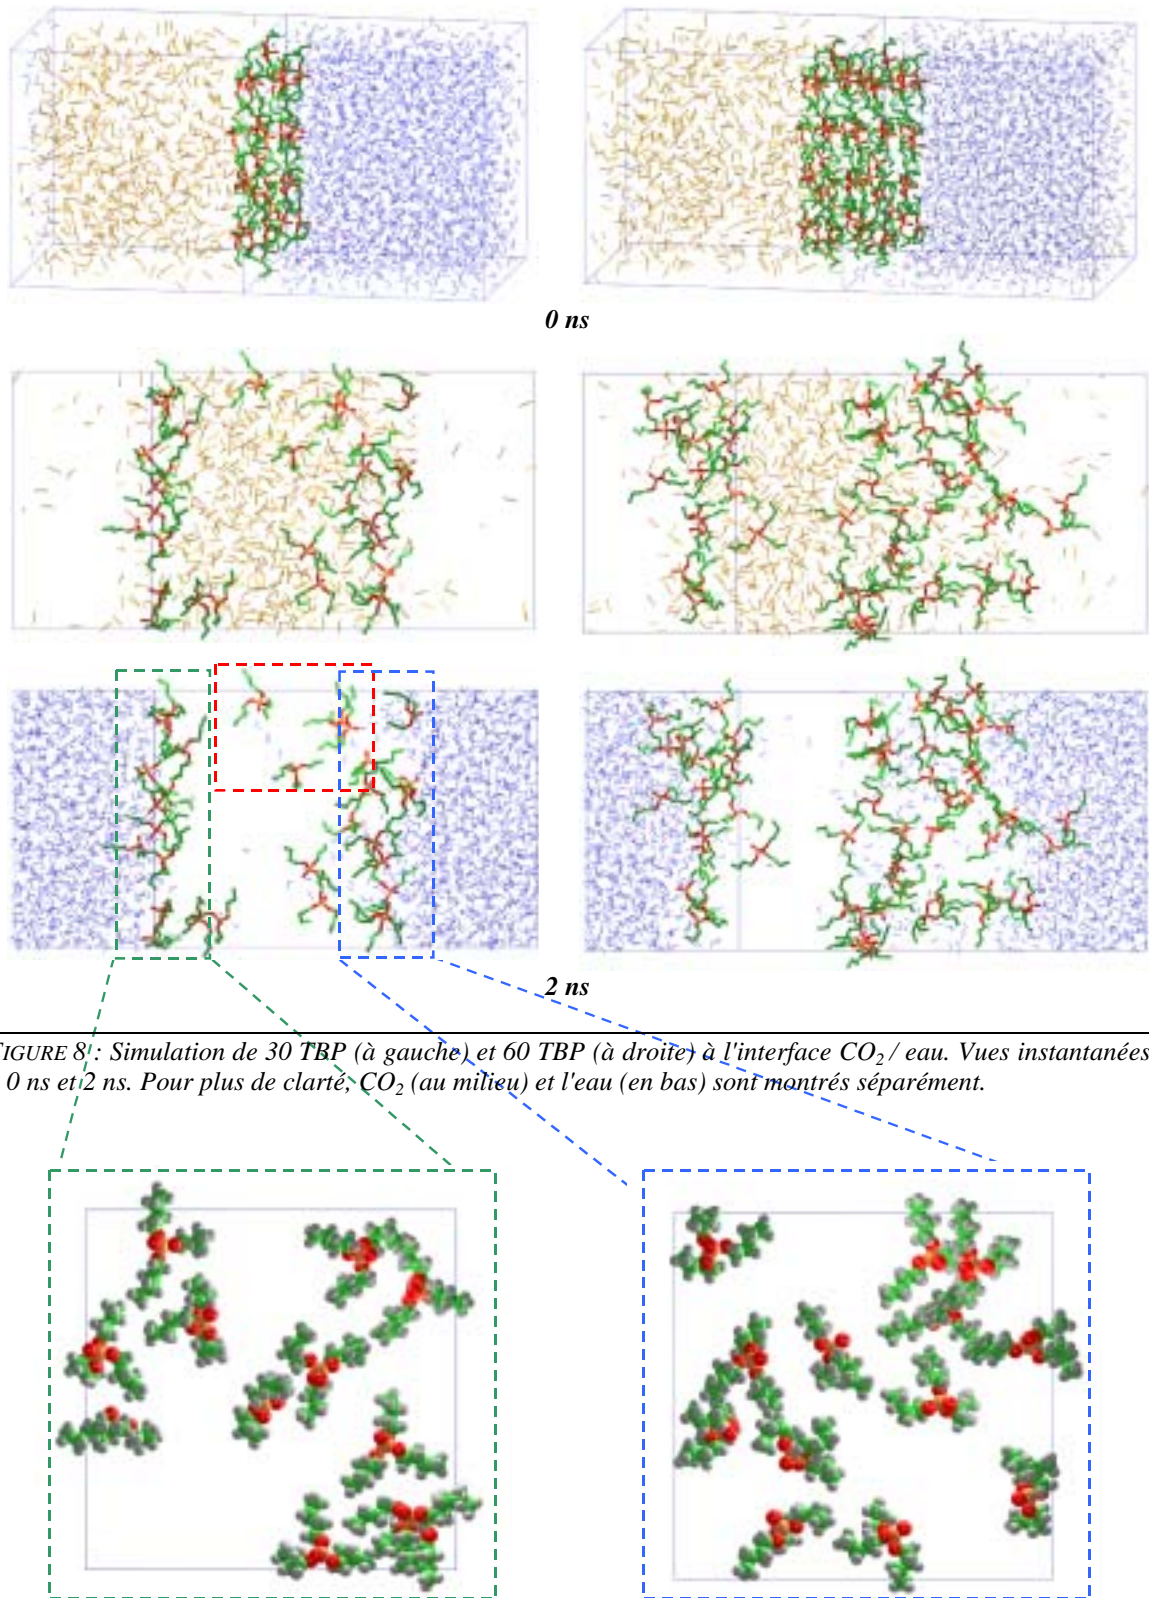 0 ns
2 ns
FIGURE 8 : Simulation de 30 TBP (à gauche) et 60 TBP (à droite) à l'interface CO₂ / eau. Vues instantanées
0 ns et 2 ns. Pour plus de clarté, CO₂ (au milieu) et l'eau (en bas) sont montrés séparément.